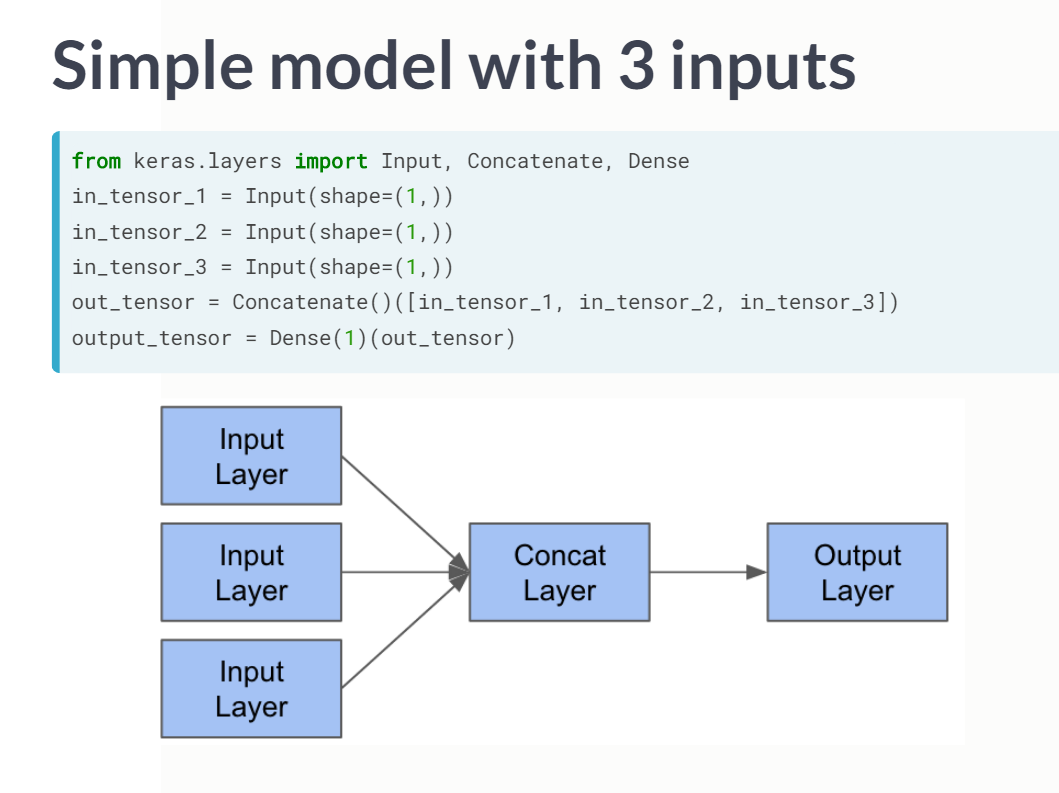 Simple model with 3 inputs
from keras.layers import Input, Concatenate, Dense
in_tensor_1 = Input(shape=(1,))
in_tensor_2 = Input(shape=(1,))
in_tensor_3 = Input(shape=(1,))
out_tensor = Concatenate()([in_tensor_1, in_tensor_2, in_tensor_3])
output_tensor = Dense(1)(out_tensor)
Input
Layer
Input
Layer
Input
Layer
Concat
Layer
Output
Layer